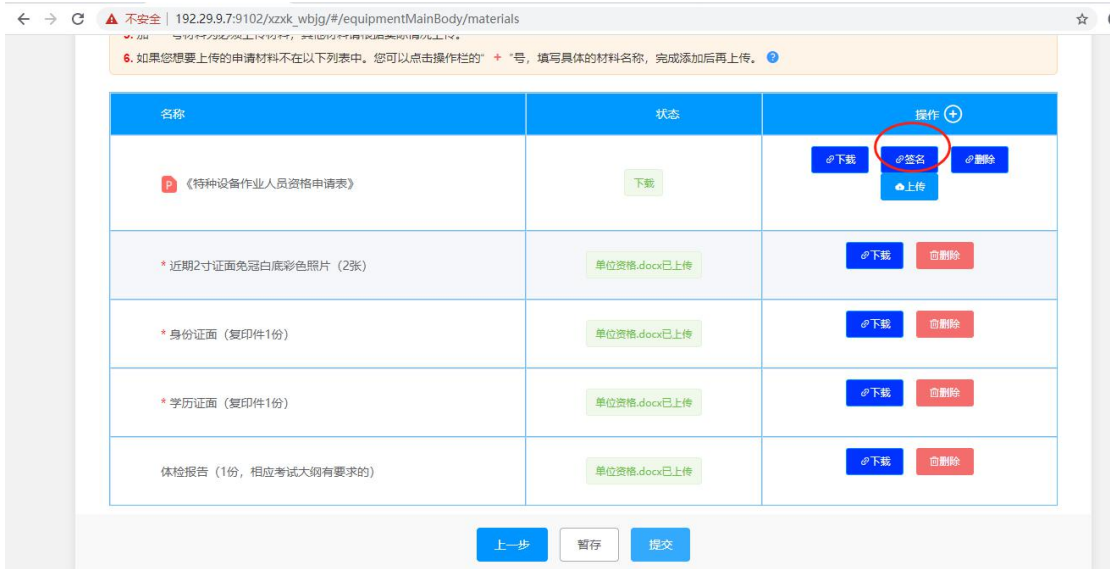 不安全 | 192.29.9.7:9102/xzxk_wbjg/#/equipmentMainBody/materials
6. 如果您想要上传的申请材料不在以下列表中。您可以点击操作栏的“ + ”号，填写具体的材料名称，完成添加后再上传。 ?
名称 状态 操作 +
P 《特种设备作业人员资格申请表》 下载 下载 签名 删除
上传
* 近期2寸证面免冠白底彩色照片（2张） 单位资格.docx已上传 下载 删除
* 身份证面（复印件1份） 单位资格.docx已上传 下载 删除
* 学历证面（复印件1份） 单位资格.docx已上传 下载 删除
体检报告（1份，相应考试大纲有要求的） 单位资格.docx已上传 下载 删除
上一步 暂存 提交